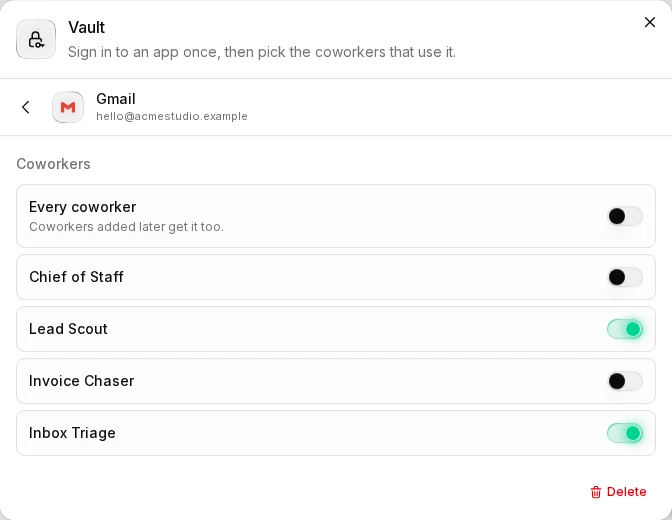 Vault
Sign in to an app once, then pick the coworkers that use it.
Gmail
hello@acmestudio.example
Coworkers
Every coworker
Coworkers added later get it too.
Chief of Staff
Lead Scout
Invoice Chaser
Inbox Triage
Delete